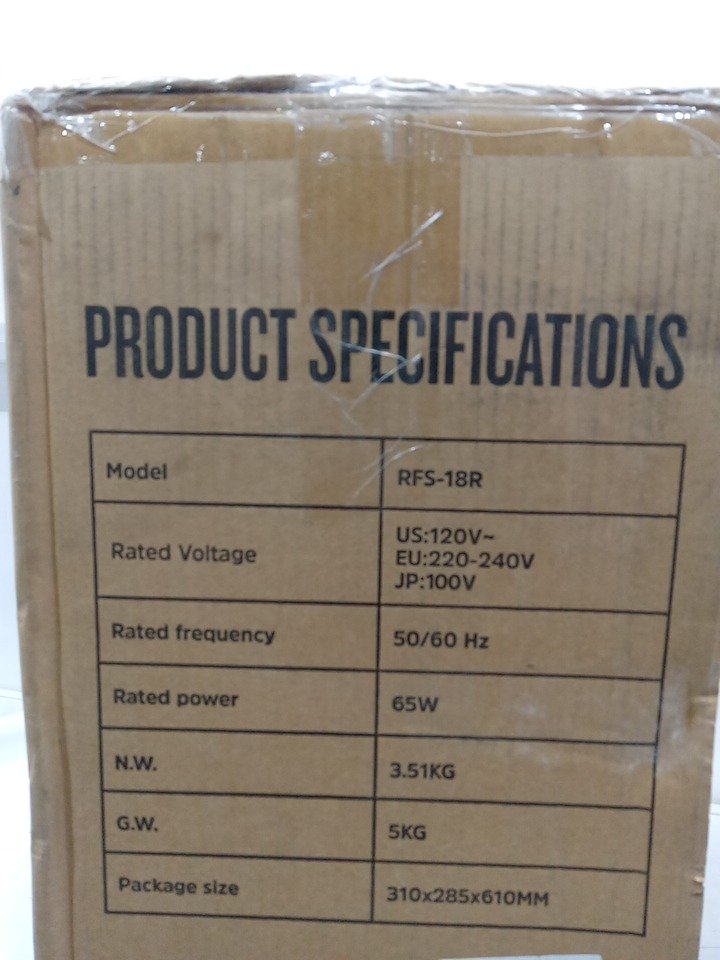 PRODUCT SPECIFICATIONS
Model RFS-18R
Rated Voltage US:120V~
EU:220-240V
JP:100V
Rated frequency 50/60 Hz
Rated power 65W
N.W. 3.51KG
G.W. 5KG
Package size 310x285x610MM